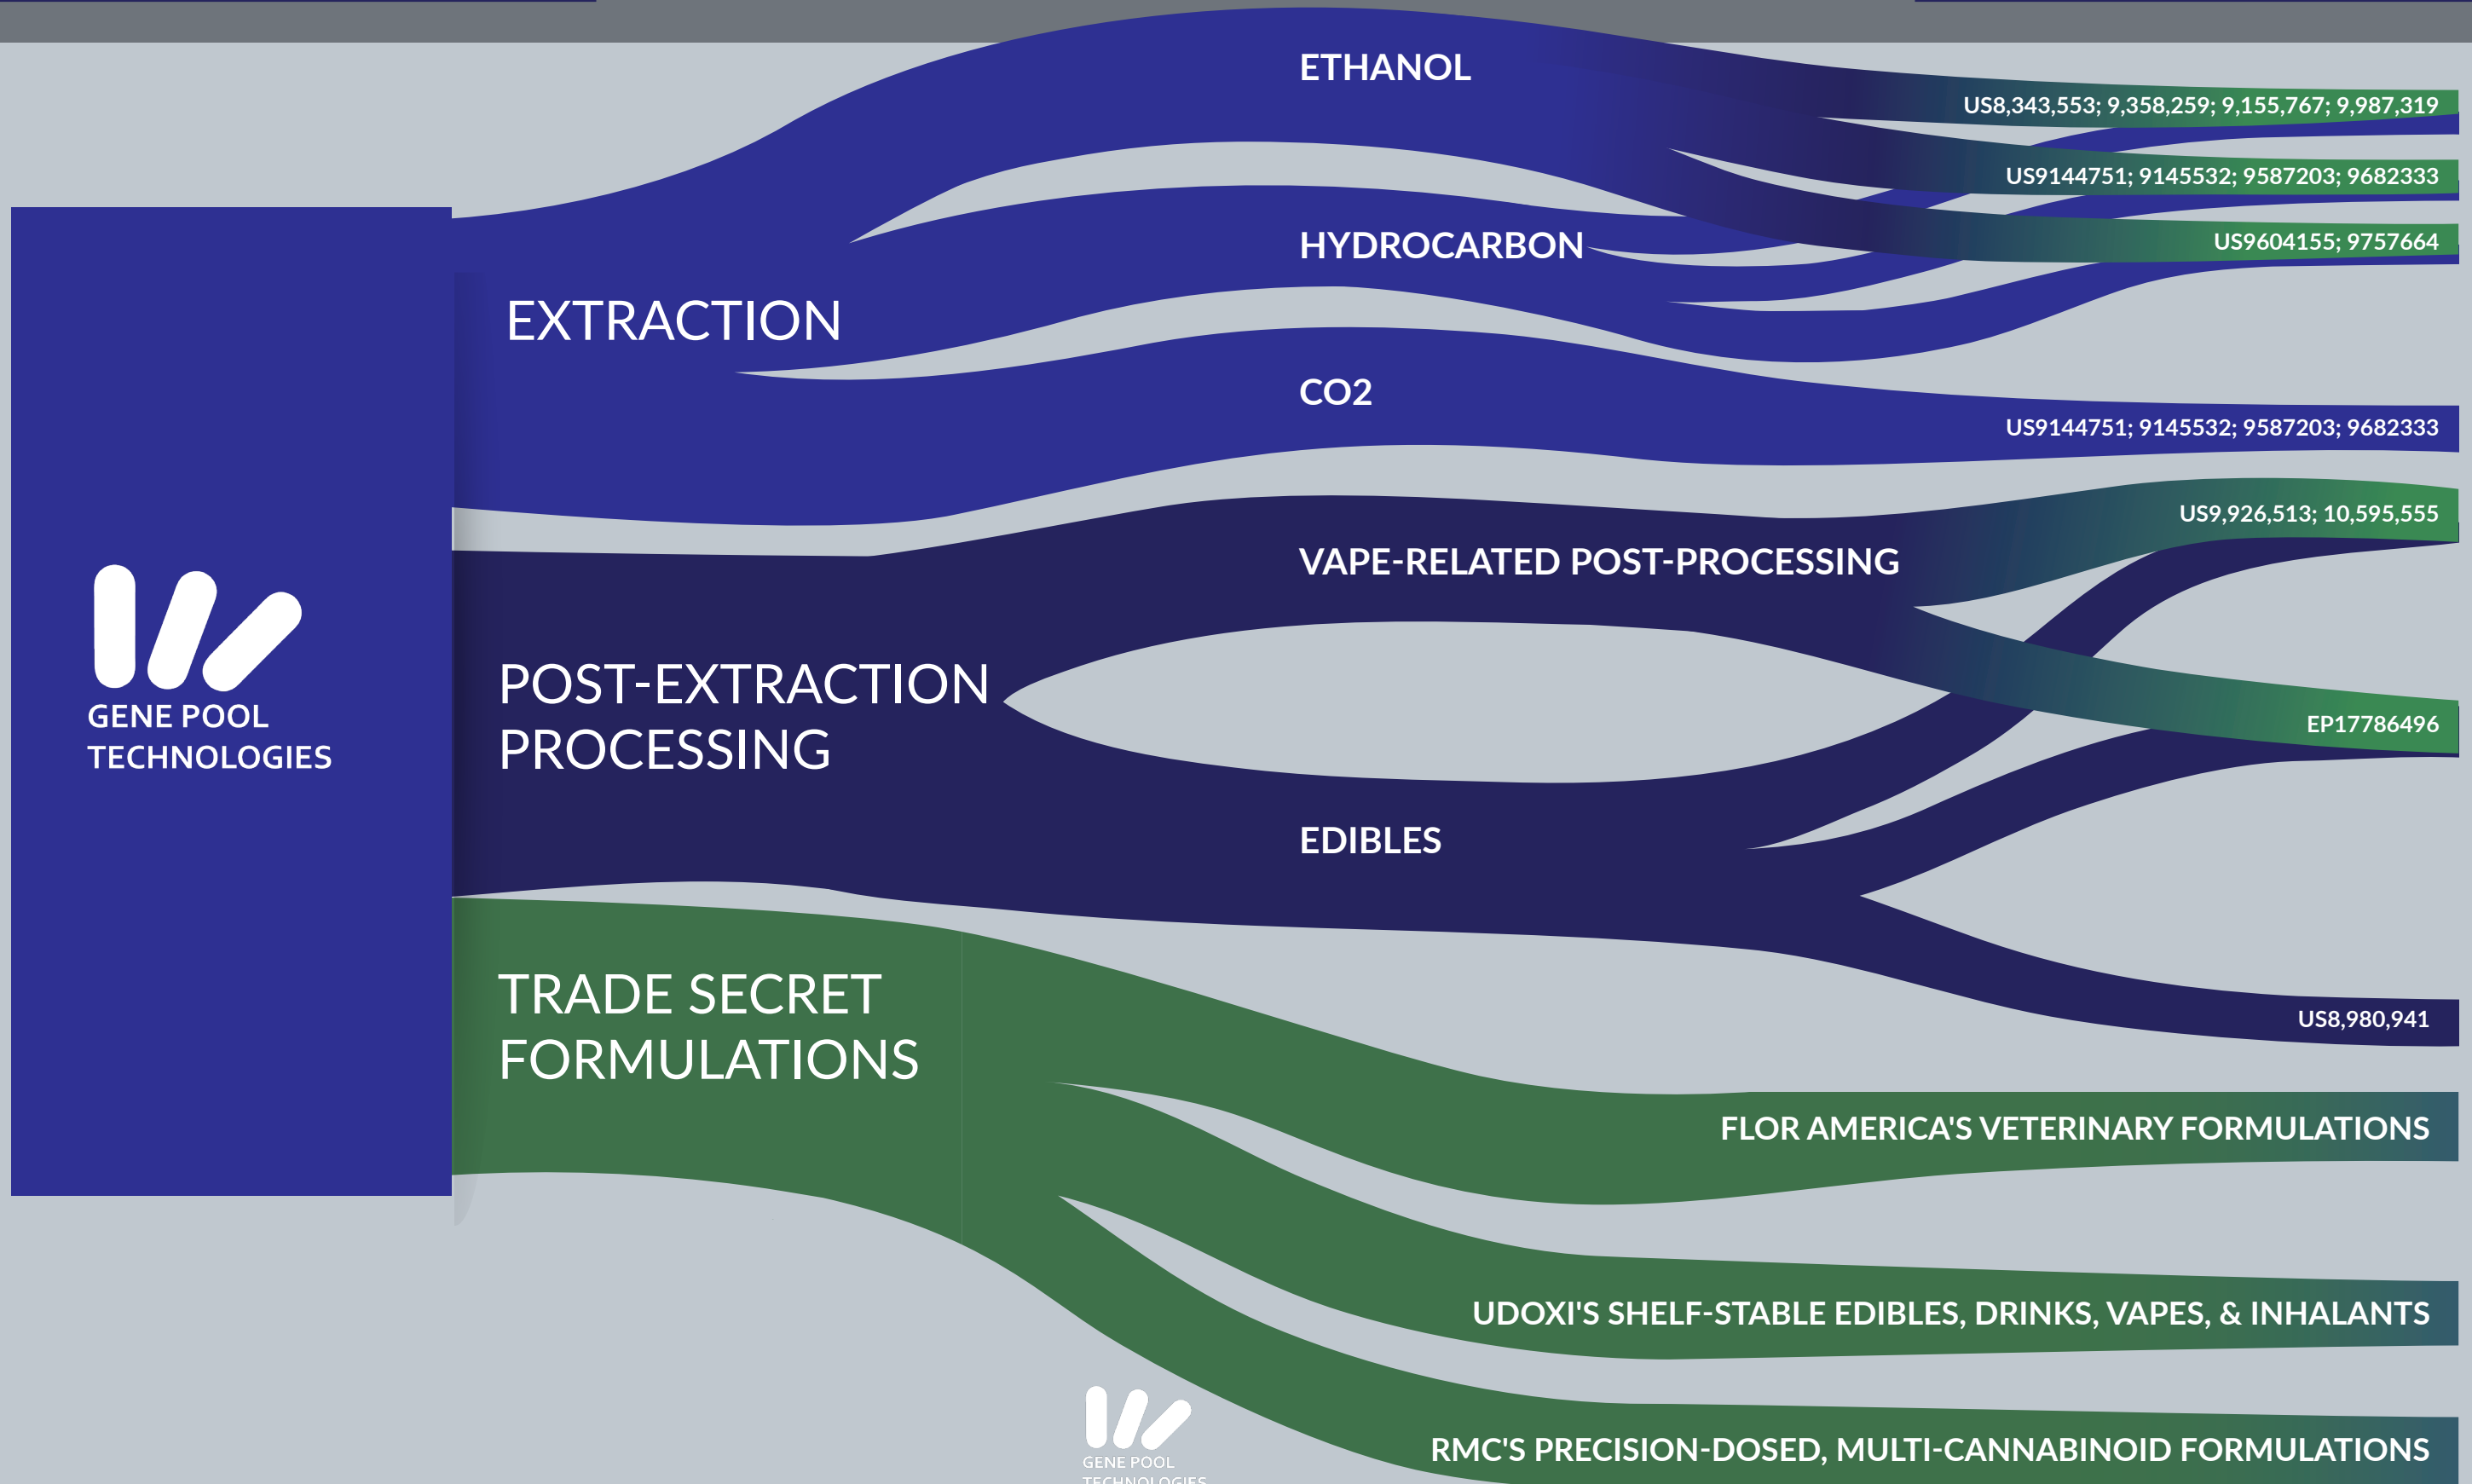 ETHANOL
US8,343,553; 9,358,259; 9,155,767; 9,987,319
US9144751; 9145532; 9587203; 9682333
HYDROCARBON
US9604155; 9757664
EXTRACTION
CO2
US9144751; 9145532; 9587203; 9682333
US9,926,513; 10,595,555
VAPE-RELATED POST-PROCESSING
GENE POOL
TECHNOLOGIES
POST-EXTRACTION
PROCESSING
EP17786496
EDIBLES
US8,980,941
TRADE SECRET
FORMULATIONS
FLOR AMERICA'S VETERINARY FORMULATIONS
UDOXI'S SHELF-STABLE EDIBLES, DRINKS, VAPES, & INHALANTS
RMC'S PRECISION-DOSED, MULTI-CANNABINOID FORMULATIONS
GENE POOL
TECHNOLOGIES